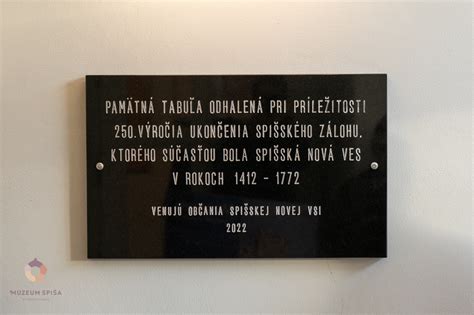 PAMÄTNÁ TABUĽA ODHALENÁ PRI PRÍLEŽITOSTI
250.VÝROČIA UKONČENIA SPIŠSKÉHO ZÁLOHU,
KTORÉHO SÚČASŤOU BOLA SPIŠSKÁ NOVÁ VES
V ROKOCH 1412 - 1772
VENUJÚ OBČANIA SPIŠSKEJ NOVEJ VSI
2022
MÚZEUM SPIŠA